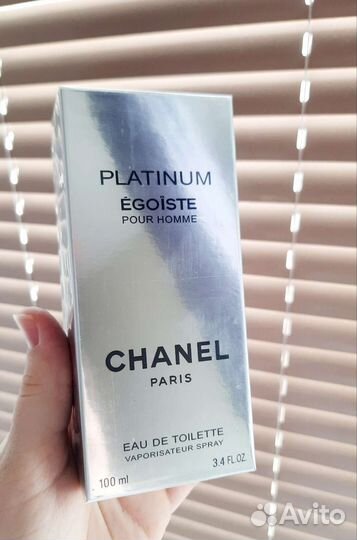 PLATINUM
ÉGOÏSTE
POUR HOMME
CHANEL
PARIS
EAU DE TOILETTE
VAPORISATEUR SPRAY
100 ml 3.4 FL.OZ.
Avito